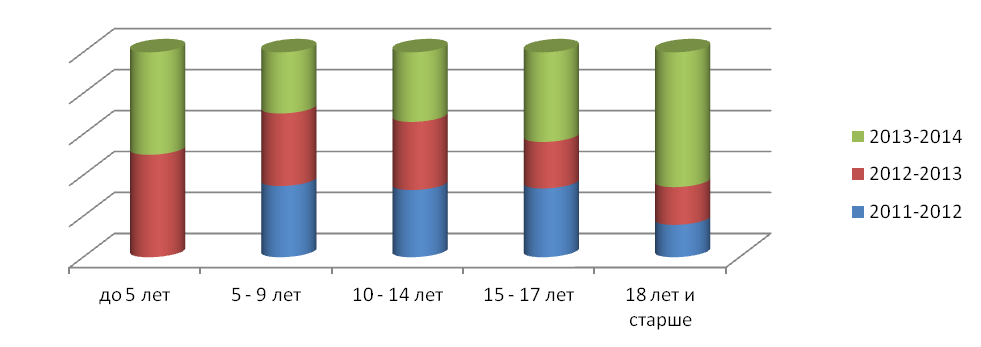 2013-2014
2012-2013
2011-2012
до 5 лет
5 - 9 лет
10 - 14 лет
15 - 17 лет
18 лет и
старше